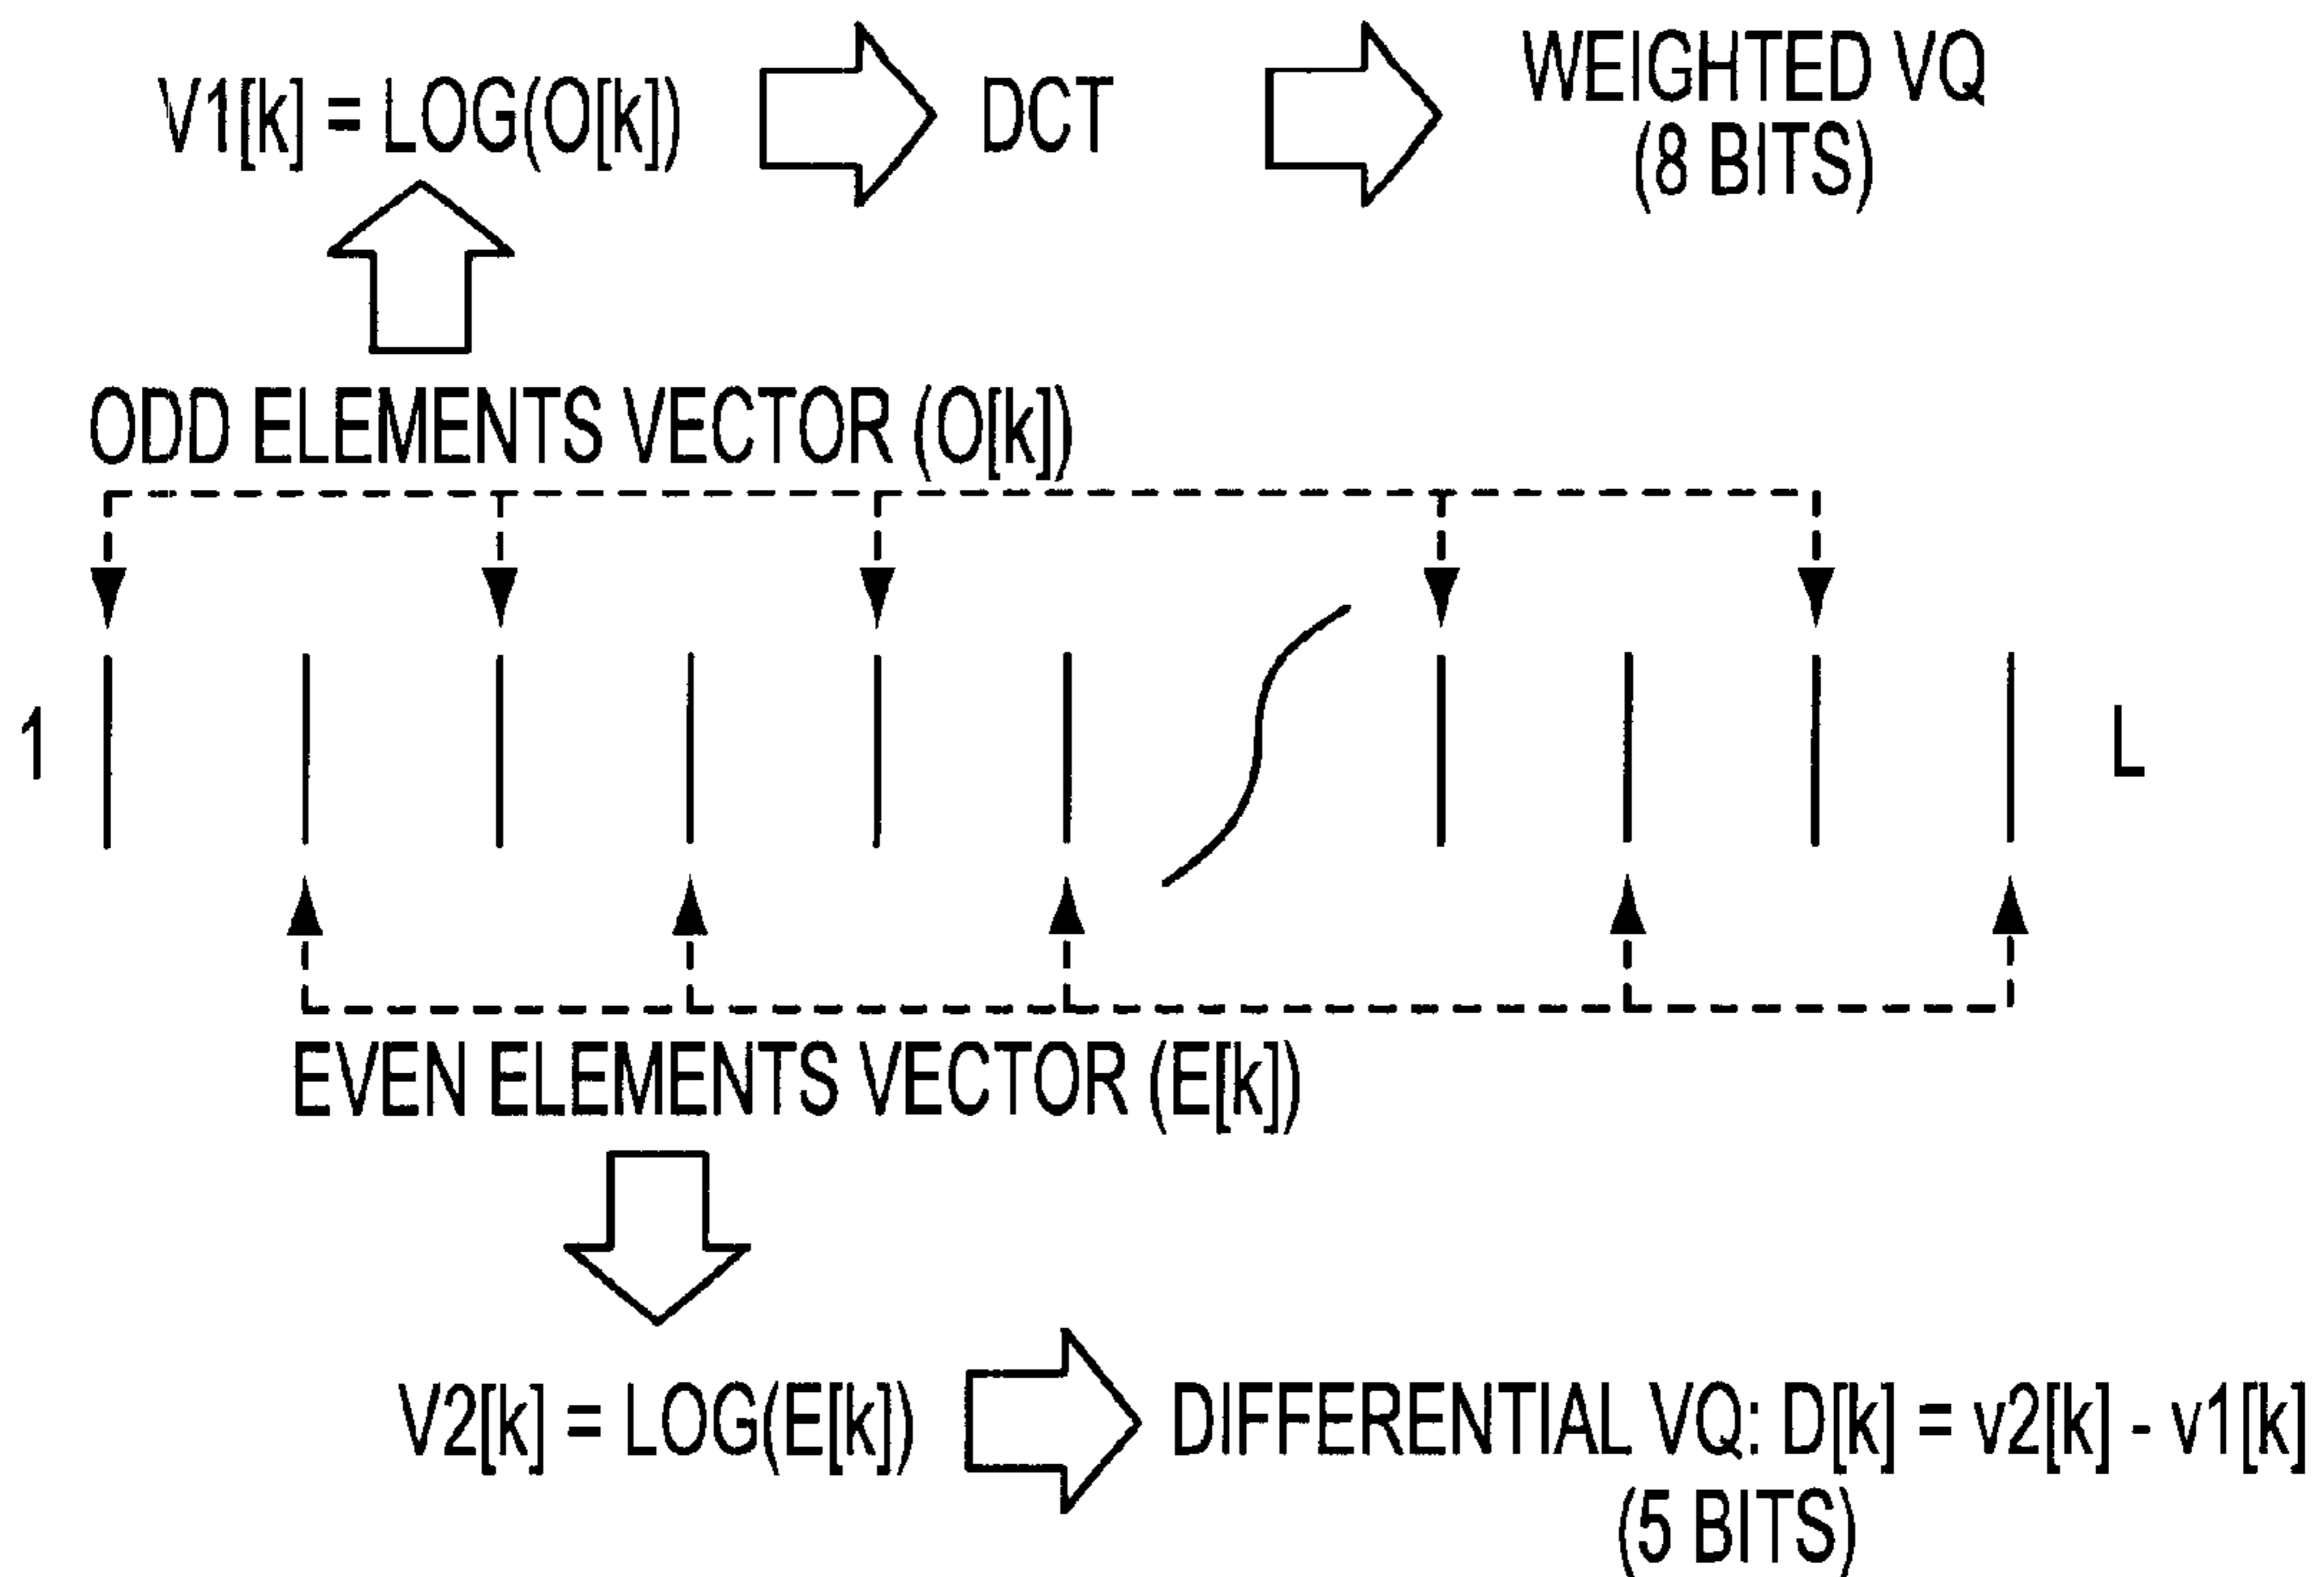 V1[k] = LOG(O[k])
DCT
WEIGHTED VQ
(8 BITS)
ODD ELEMENTS VECTOR (O[k])
1
L
EVEN ELEMENTS VECTOR (E[k])
V2[k] = LOG(E[k])
DIFFERENTIAL VQ: D[k] = v2[k] - v1[k]
(5 BITS)